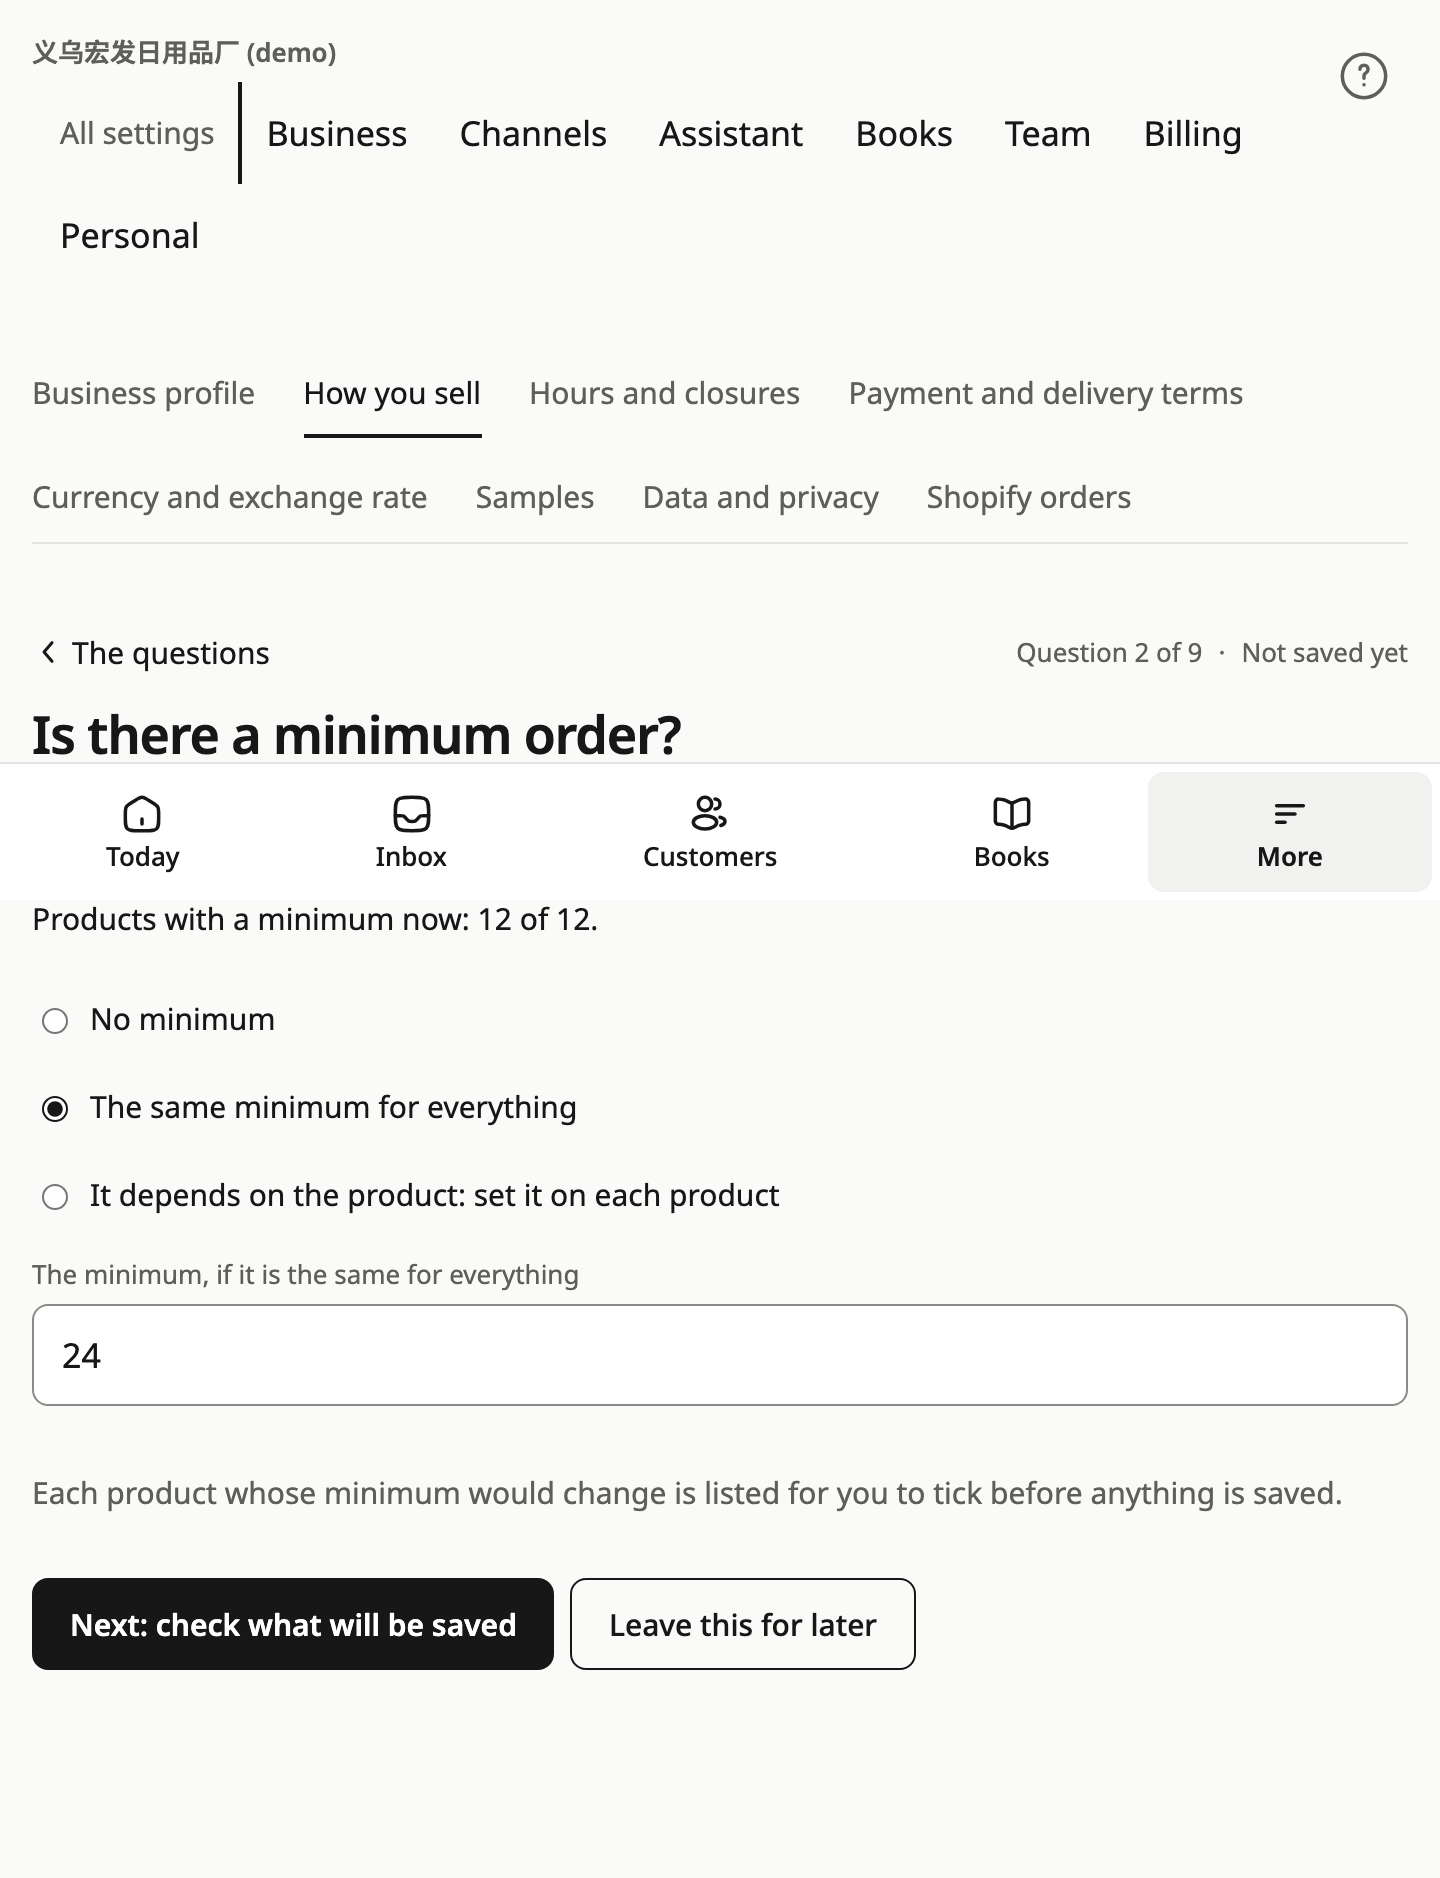 义乌宏发日用品厂 (demo)
All settings
Business
Channels
Assistant
Books
Team
Billing
Personal
Business profile
How you sell
Hours and closures
Payment and delivery terms
Currency and exchange rate
Samples
Data and privacy
Shopify orders
The questions
Question 2 of 9 · Not saved yet
Is there a minimum order?
Today
Inbox
Customers
Books
More
Products with a minimum now: 12 of 12.
No minimum
The same minimum for everything
It depends on the product: set it on each product
The minimum, if it is the same for everything
24
Each product whose minimum would change is listed for you to tick before anything is saved.
Next: check what will be saved
Leave this for later